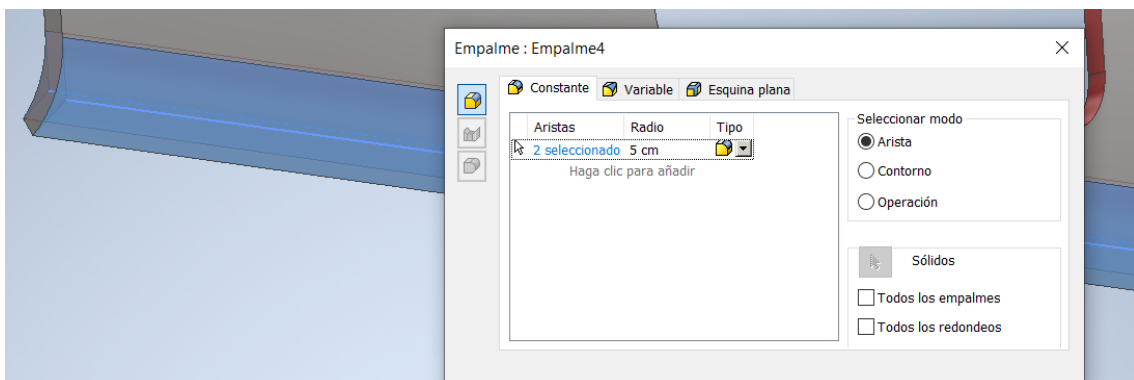 Empalme : Empalme4
Constante Variable Esquina plana
Aristas Radio Tipo
2 seleccionado 5 cm
Haga clic para añadir
Seleccionar modo
Arista
Contorno
Operación
Sólidos
Todos los empalmes
Todos los redondeos